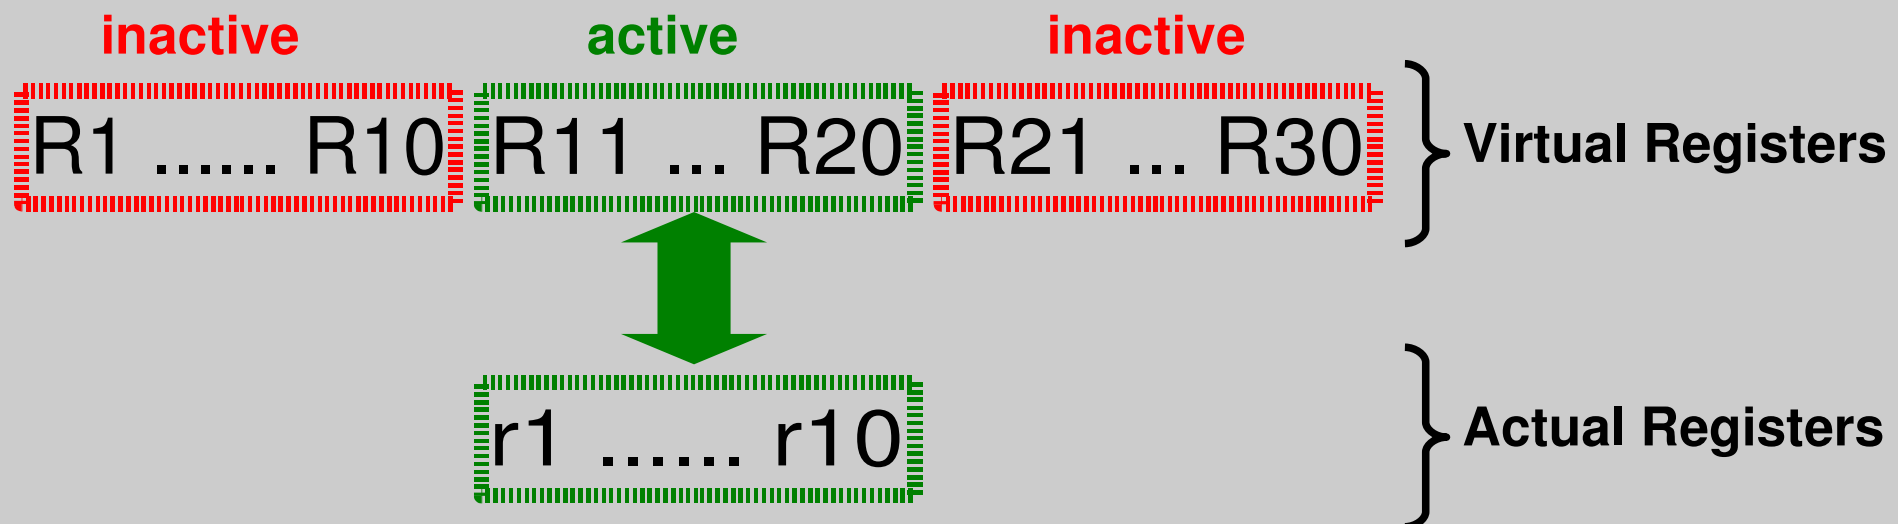 inactive active inactive
R1 ...... R10 R11 ... R20 R21 ... R30 Virtual Registers
r1 ...... r10 Actual Registers